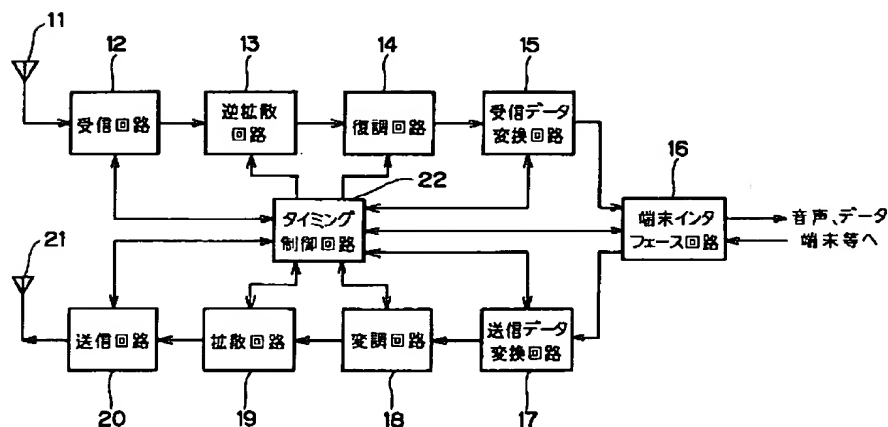 11
12
13
14
15
受信回路
逆拡散
回路
復調回路
受信データ
変換回路
16
22
タイミング
制御回路
端末インタ
フェース回路
音声、データ
端末等へ
21
送信回路
拡散回路
変調回路
送信データ
変換回路
20
19
18
17